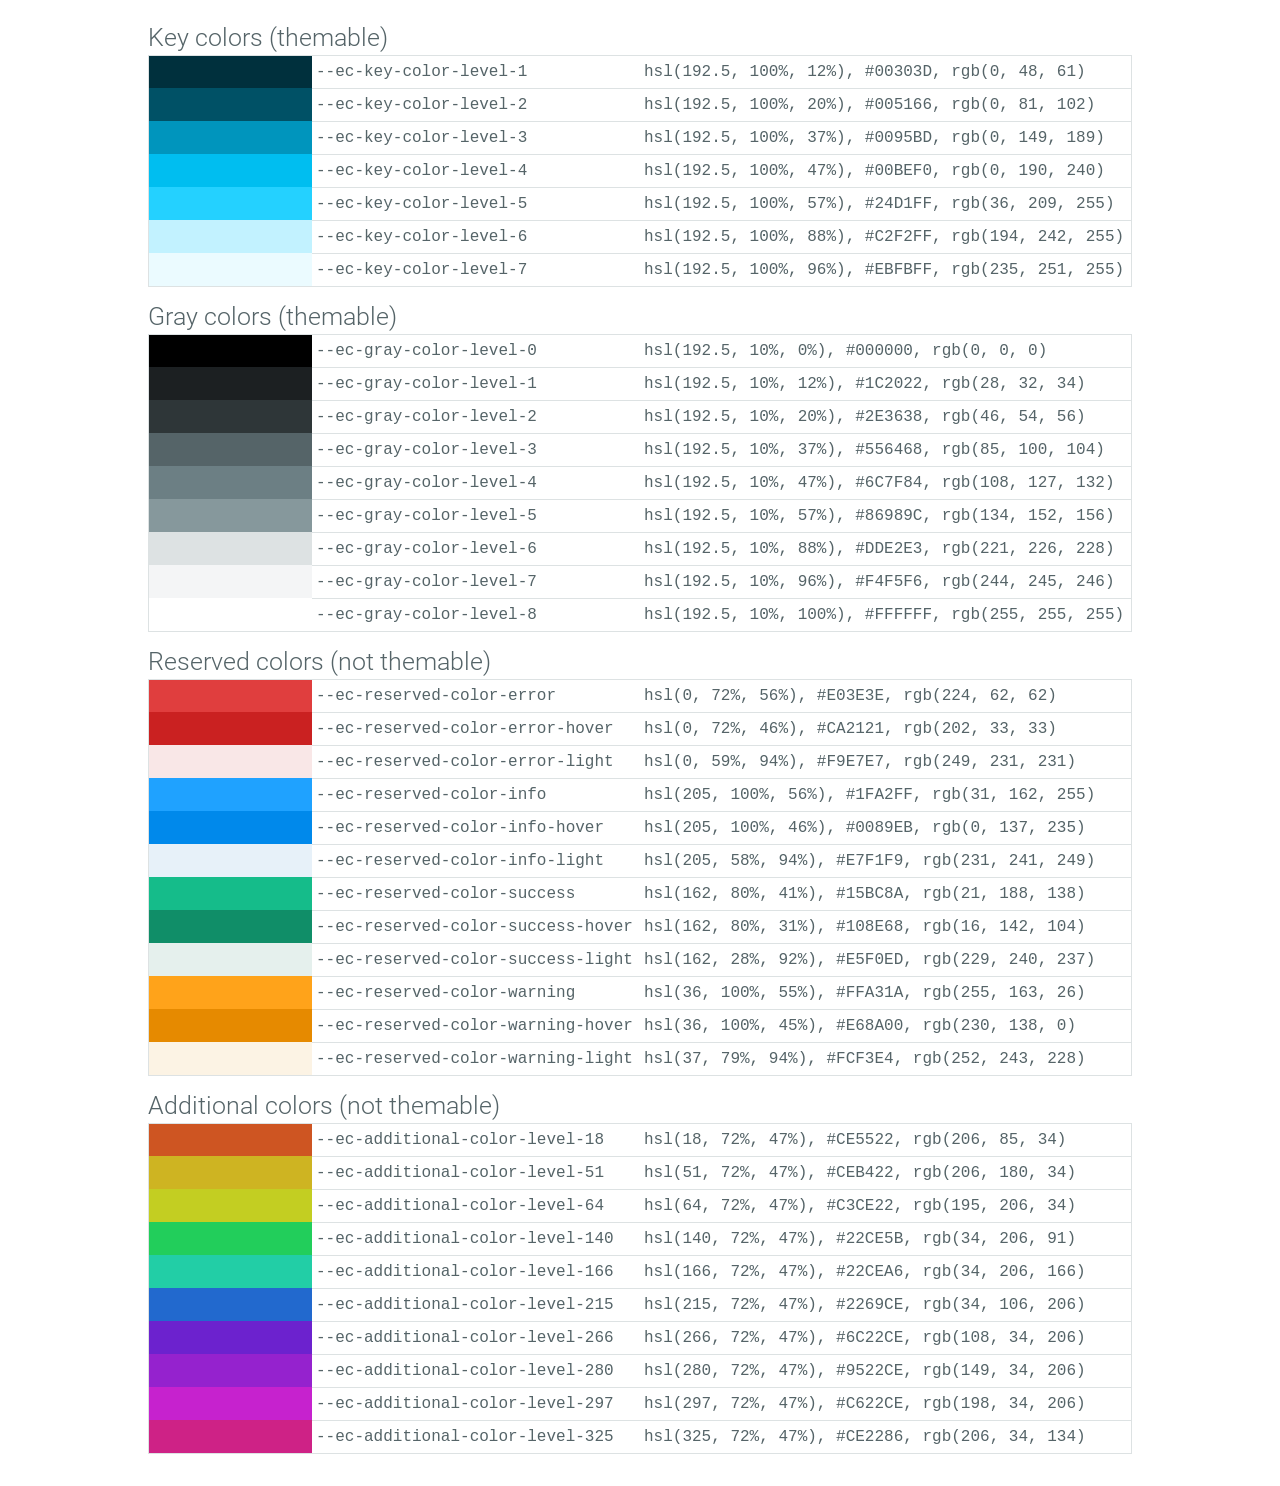 Key colors (themable)
--ec-key-color-level-1 hsl(192.5, 100%, 12%), #00303D, rgb(0, 48, 61)
--ec-key-color-level-2 hsl(192.5, 100%, 20%), #005166, rgb(0, 81, 102)
--ec-key-color-level-3 hsl(192.5, 100%, 37%), #0095BD, rgb(0, 149, 189)
--ec-key-color-level-4 hsl(192.5, 100%, 47%), #00BEF0, rgb(0, 190, 240)
--ec-key-color-level-5 hsl(192.5, 100%, 57%), #24D1FF, rgb(36, 209, 255)
--ec-key-color-level-6 hsl(192.5, 100%, 88%), #C2F2FF, rgb(194, 242, 255)
--ec-key-color-level-7 hsl(192.5, 100%, 96%), #EBFBFF, rgb(235, 251, 255)
Gray colors (themable)
--ec-gray-color-level-0 hsl(192.5, 10%, 0%), #000000, rgb(0, 0, 0)
--ec-gray-color-level-1 hsl(192.5, 10%, 12%), #1C2022, rgb(28, 32, 34)
--ec-gray-color-level-2 hsl(192.5, 10%, 20%), #2E3638, rgb(46, 54, 56)
--ec-gray-color-level-3 hsl(192.5, 10%, 37%), #556468, rgb(85, 100, 104)
--ec-gray-color-level-4 hsl(192.5, 10%, 47%), #6C7F84, rgb(108, 127, 132)
--ec-gray-color-level-5 hsl(192.5, 10%, 57%), #86989C, rgb(134, 152, 156)
--ec-gray-color-level-6 hsl(192.5, 10%, 88%), #DDE2E3, rgb(221, 226, 228)
--ec-gray-color-level-7 hsl(192.5, 10%, 96%), #F4F5F6, rgb(244, 245, 246)
--ec-gray-color-level-8 hsl(192.5, 10%, 100%), #FFFFFF, rgb(255, 255, 255)
Reserved colors (not themable)
--ec-reserved-color-error hsl(0, 72%, 56%), #E03E3E, rgb(224, 62, 62)
--ec-reserved-color-error-hover hsl(0, 72%, 46%), #CA2121, rgb(202, 33, 33)
--ec-reserved-color-error-light hsl(0, 59%, 94%), #F9E7E7, rgb(249, 231, 231)
--ec-reserved-color-info hsl(205, 100%, 56%), #1FA2FF, rgb(31, 162, 255)
--ec-reserved-color-info-hover hsl(205, 100%, 46%), #0089EB, rgb(0, 137, 235)
--ec-reserved-color-info-light hsl(205, 58%, 94%), #E7F1F9, rgb(231, 241, 249)
--ec-reserved-color-success hsl(162, 80%, 41%), #15BC8A, rgb(21, 188, 138)
--ec-reserved-color-success-hover hsl(162, 80%, 31%), #108E68, rgb(16, 142, 104)
--ec-reserved-color-success-light hsl(162, 28%, 92%), #E5F0ED, rgb(229, 240, 237)
--ec-reserved-color-warning hsl(36, 100%, 55%), #FFA31A, rgb(255, 163, 26)
--ec-reserved-color-warning-hover hsl(36, 100%, 45%), #E68A00, rgb(230, 138, 0)
--ec-reserved-color-warning-light hsl(37, 79%, 94%), #FCF3E4, rgb(252, 243, 228)
Additional colors (not themable)
--ec-additional-color-level-18 hsl(18, 72%, 47%), #CE5522, rgb(206, 85, 34)
--ec-additional-color-level-51 hsl(51, 72%, 47%), #CEB422, rgb(206, 180, 34)
--ec-additional-color-level-64 hsl(64, 72%, 47%), #C3CE22, rgb(195, 206, 34)
--ec-additional-color-level-140 hsl(140, 72%, 47%), #22CE5B, rgb(34, 206, 91)
--ec-additional-color-level-166 hsl(166, 72%, 47%), #22CEA6, rgb(34, 206, 166)
--ec-additional-color-level-215 hsl(215, 72%, 47%), #2269CE, rgb(34, 106, 206)
--ec-additional-color-level-266 hsl(266, 72%, 47%), #6C22CE, rgb(108, 34, 206)
--ec-additional-color-level-280 hsl(280, 72%, 47%), #9522CE, rgb(149, 34, 206)
--ec-additional-color-level-297 hsl(297, 72%, 47%), #C622CE, rgb(198, 34, 206)
--ec-additional-color-level-325 hsl(325, 72%, 47%), #CE2286, rgb(206, 34, 134)